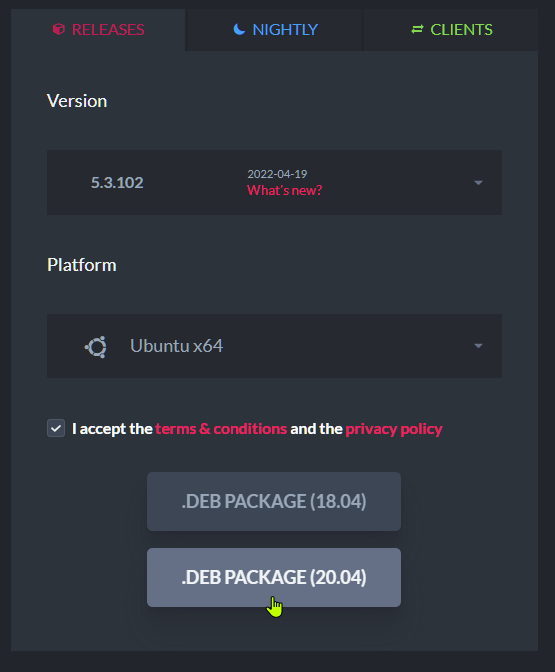 RELEASES NIGHTLY CLIENTS
Version
5.3.102
2022-04-19
What's new?
Platform
Ubuntu x64
I accept the terms & conditions and the privacy policy
.DEB PACKAGE (18.04)
.DEB PACKAGE (20.04)